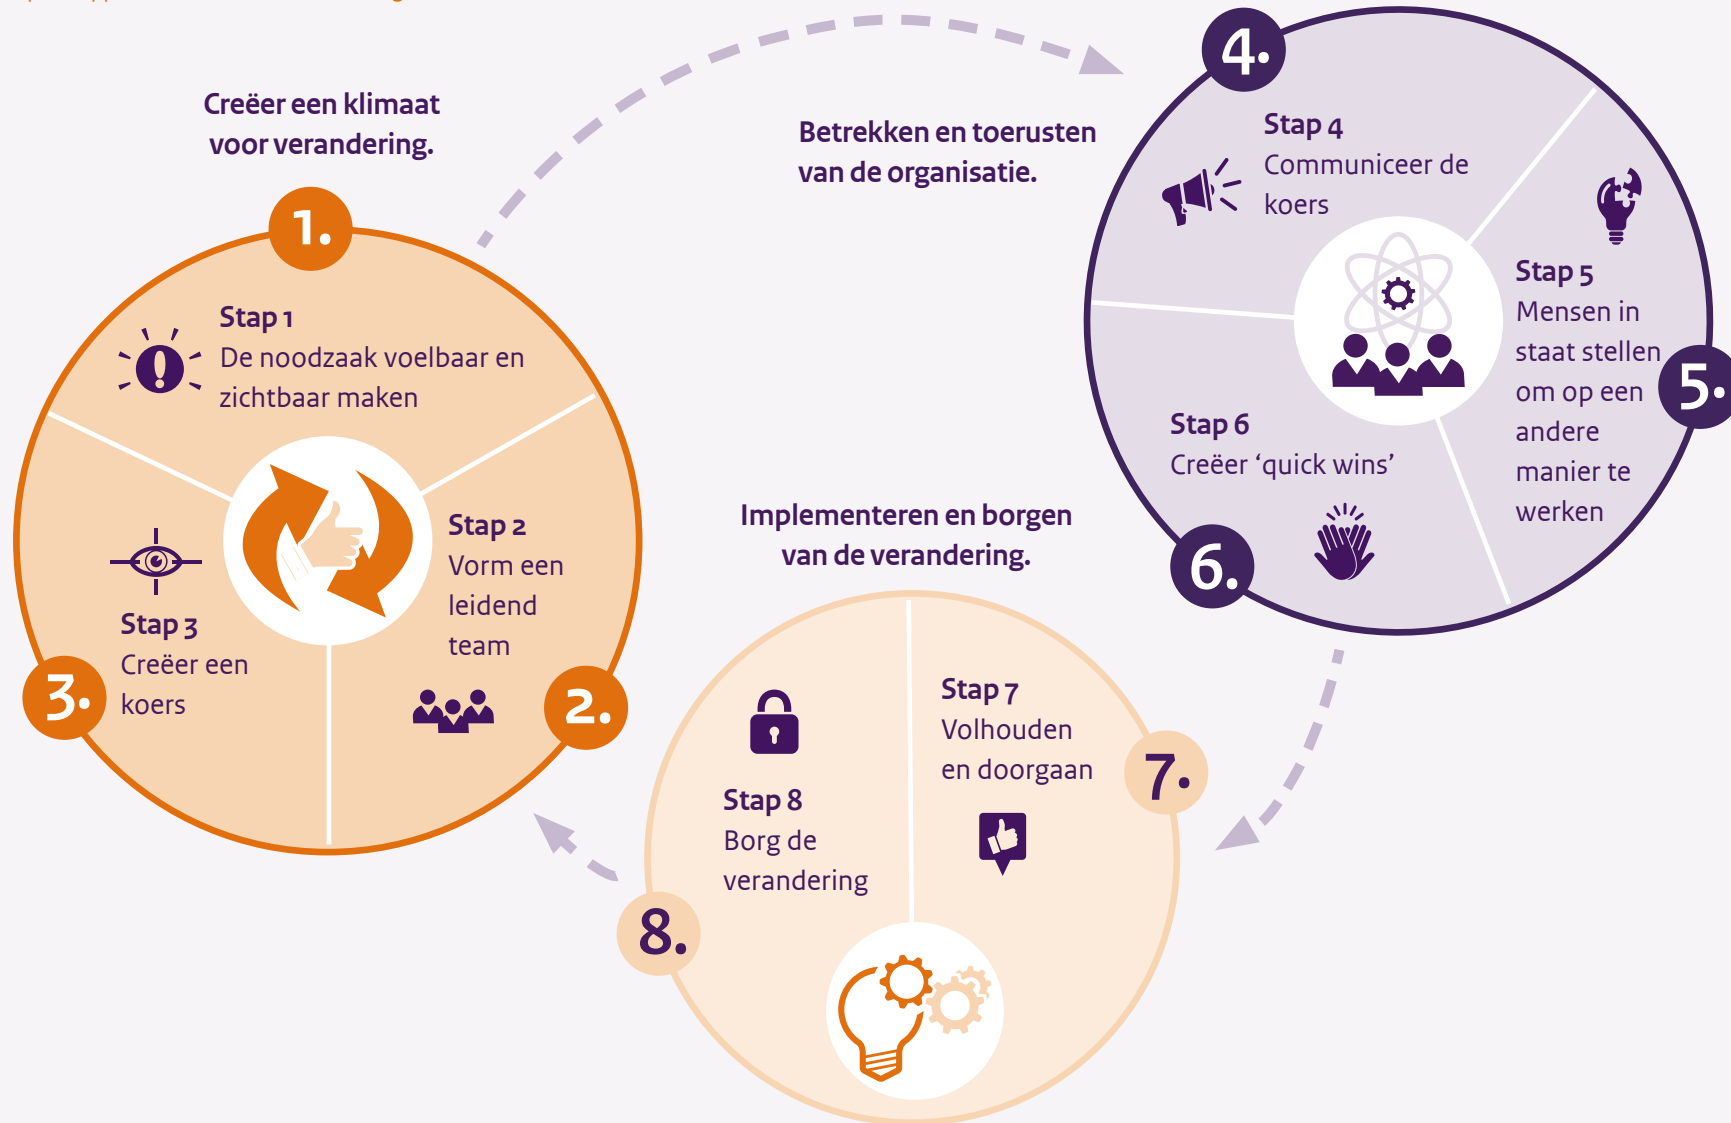 Creëer een klimaat
voor verandering.
1.
Stap 1
De noodzaak voelbaar en
zichtbaar maken
Stap 2
Vorm een
leidend
team
2.
Stap 3
Creëer een
koers
3.
Betrekken en toerusten
van de organisatie.
4.
Stap 4
Communiceer de
koers
Stap 5
Mensen in
staat stellen
om op een
andere
manier te
werken
5.
Stap 6
Creëer ‘quick wins’
6.
Implementeren en borgen
van de verandering.
Stap 7
Volhouden
en doorgaan
7.
Stap 8
Borg de
verandering
8.